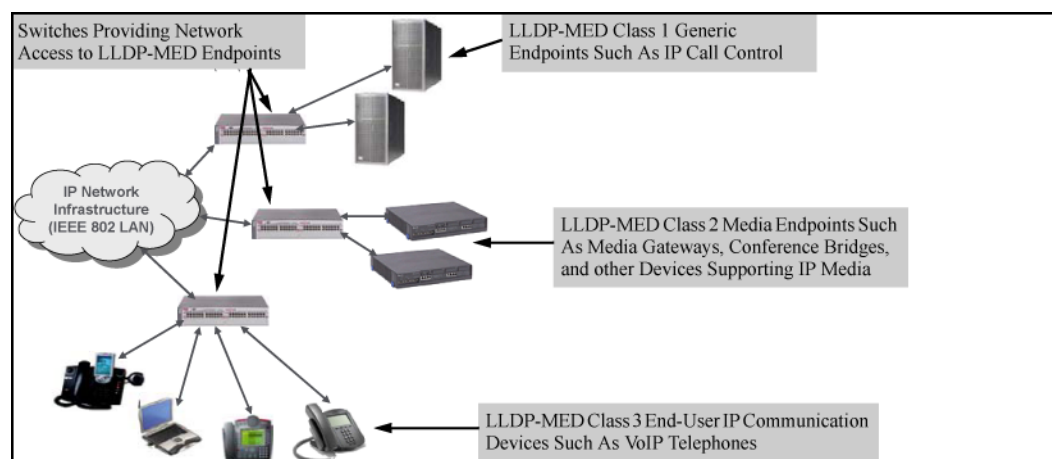 Switches Providing Network
Access to LLDP-MED Endpoints
LLDP-MED Class 1 Generic
Endpoints Such As IP Call Control
IP Network
Infrastructure
(IEEE 802 LAN)
LLDP-MED Class 2 Media Endpoints Such
As Media Gateways, Conference Bridges,
and other Devices Supporting IP Media
LLDP-MED Class 3 End-User IP Communication
Devices Such As VoIP Telephones